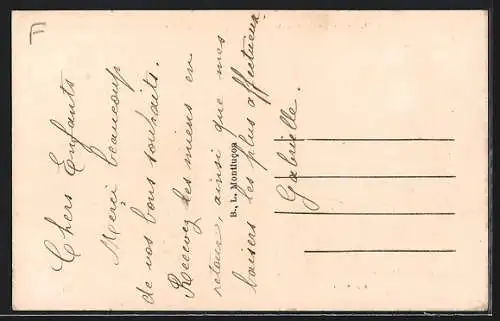 Chers Enfants
Merçi beaucoup
de vos bons souhaits.
Recevez les miens en
retour, ainsi que mes
baisers les plus affectueux.
Gabrielle.
B., L, Montluçon